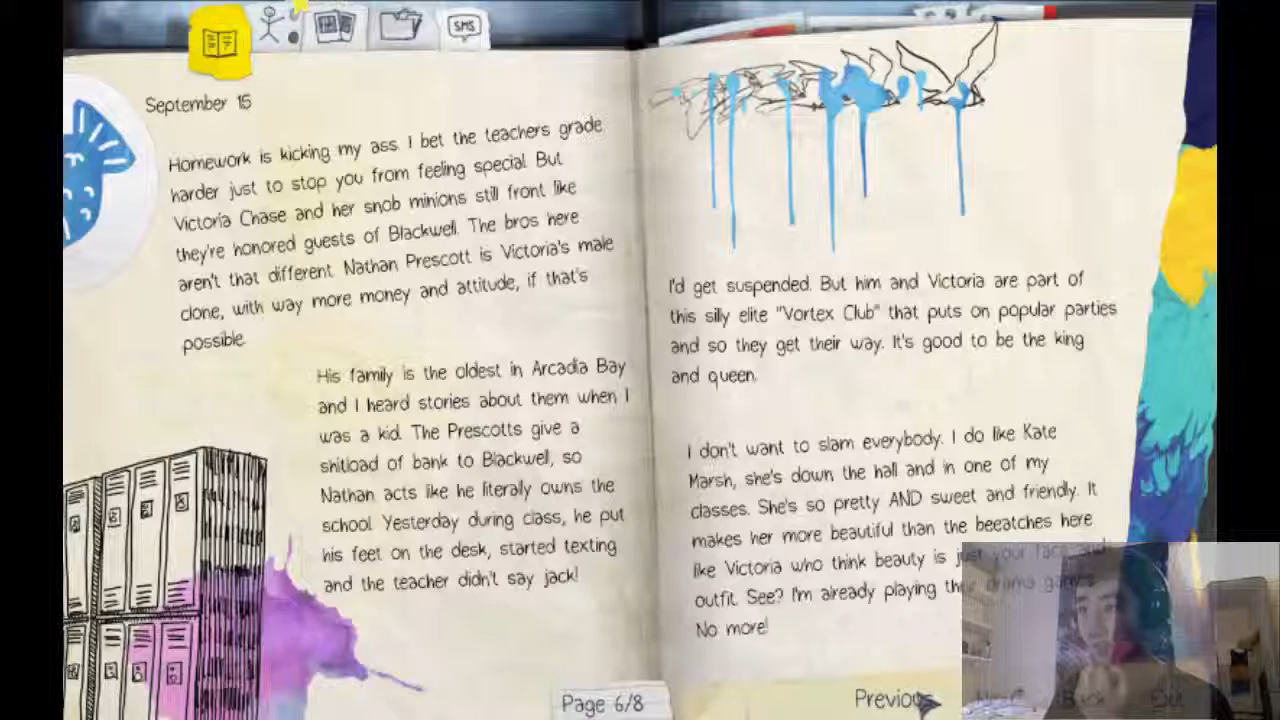 SMS
September 15
Homework is kicking my ass. I bet the teachers grade
harder just to stop you from feeling special. But
Victoria Chase and her snob minions still front like
they're honored guests of Blackwell. The bros here
aren't that different. Nathan Prescott is Victoria's male
clone, with way more money and attitude, if that's
possible.
His family is the oldest in Arcadia Bay
and I heard stories about them when I
was a kid. The Prescotts give a
shitload of bank to Blackwell, so
Nathan acts like he literally owns the
school. Yesterday during class, he put
his feet on the desk, started texting
and the teacher didn't say jack!
I'd get suspended. But him and Victoria are part of
this silly elite "Vortex Club" that puts on popular parties
and so they get their way. It's good to be the king
and queen.
I don't want to slam everybody. I do like Kate
Marsh, she's down the hall and in one of my
classes. She's so pretty AND sweet and friendly. It
makes her more beautiful than the beeatches here
like Victoria who think beauty is just your face and
outfit. See? I'm already playing their drama games.
No more!
Page 6/8
Previous
Next
Back